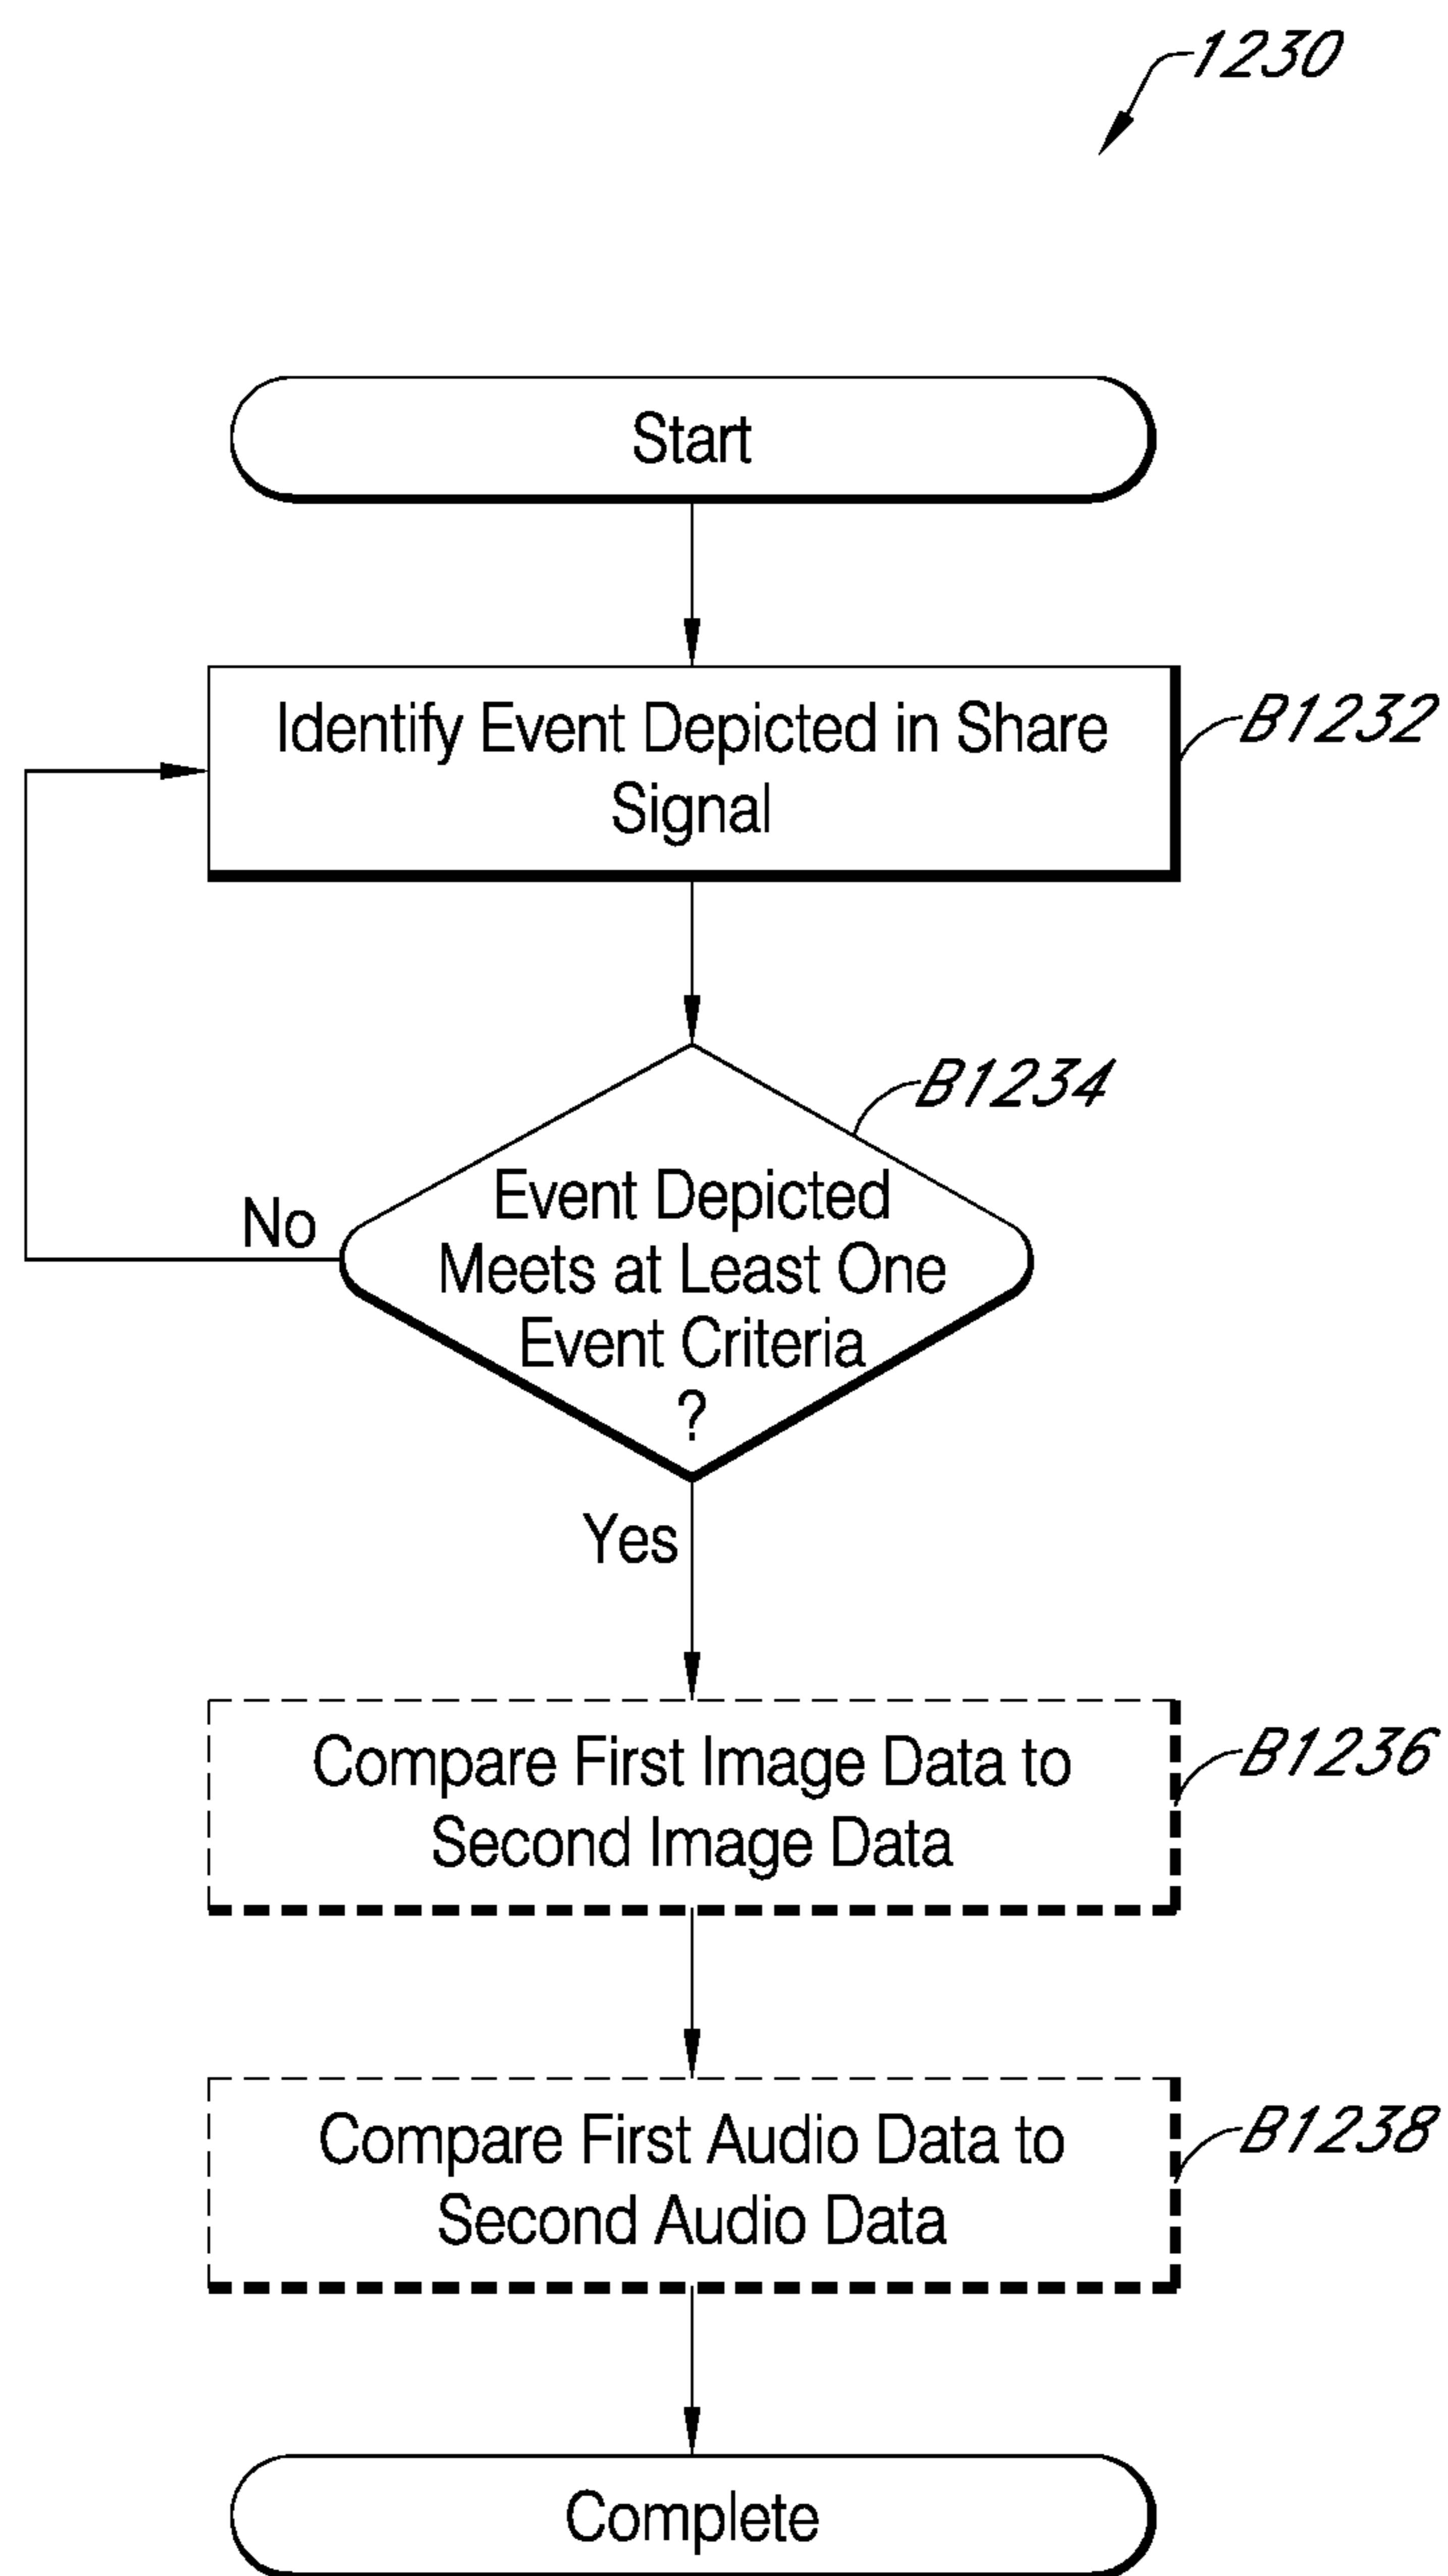 1230
Start
Identify Event Depicted in Share
Signal
B1232
B1234
Event Depicted
Meets at Least One
Event Criteria
?
No
Yes
Compare First Image Data to
Second Image Data
B1236
Compare First Audio Data to
Second Audio Data
B1238
Complete